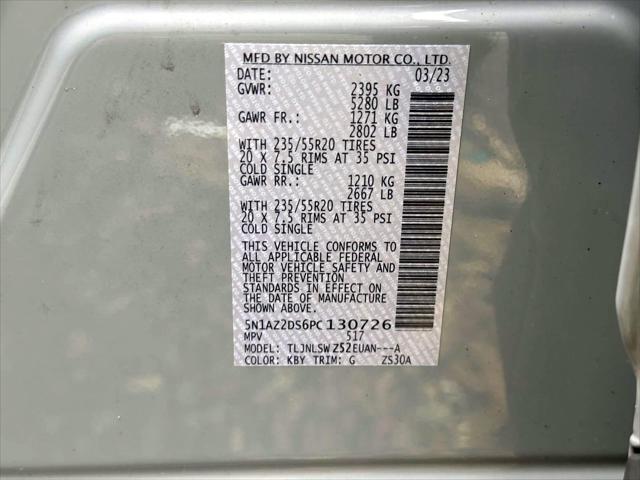 MFD BY NISSAN MOTOR CO., LTD.
DATE: 03/23
GVWR: 2395 KG
5280 LB
GAWR FR.: 1271 KG
2802 LB
WITH 235/55R20 TIRES
20 X 7.5 RIMS AT 35 PSI
COLD SINGLE
GAWR RR.: 1210 KG
2667 LB
WITH 235/55R20 TIRES
20 X 7.5 RIMS AT 35 PSI
COLD SINGLE
THIS VEHICLE CONFORMS TO
ALL APPLICABLE FEDERAL
MOTOR VEHICLE SAFETY AND
THEFT PREVENTION
STANDARDS IN EFFECT ON
THE DATE OF MANUFACTURE
SHOWN ABOVE.
5N1AZ2DS6PC130726
MPV 517
MODEL: TLJNLSWZ52EUAN---A
COLOR: KBY TRIM: G ZS30A